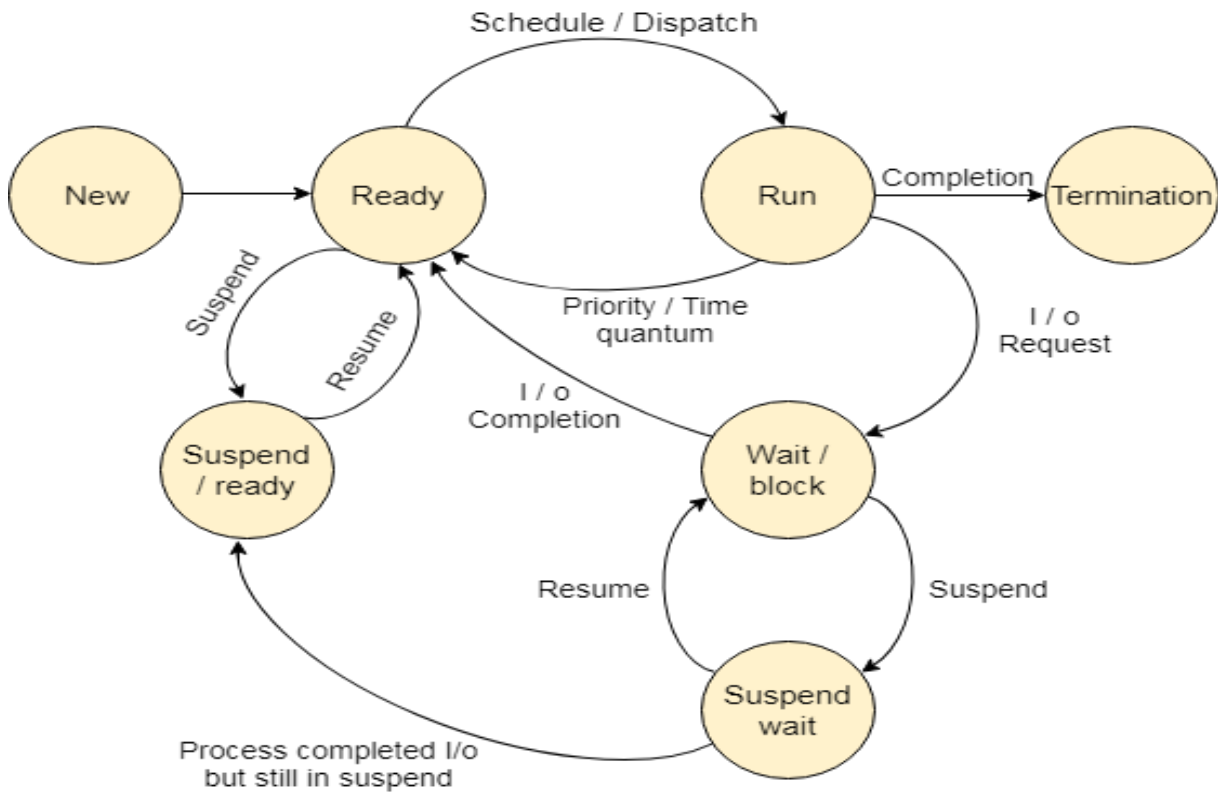 Schedule / Dispatch
New
Ready
Run
Completion
Termination
Suspend
Resume
Priority / Time
quantum
I / o
Request
I / o
Completion
Suspend
/ ready
Wait /
block
Resume
Suspend
Suspend
wait
Process completed I/o
but still in suspend